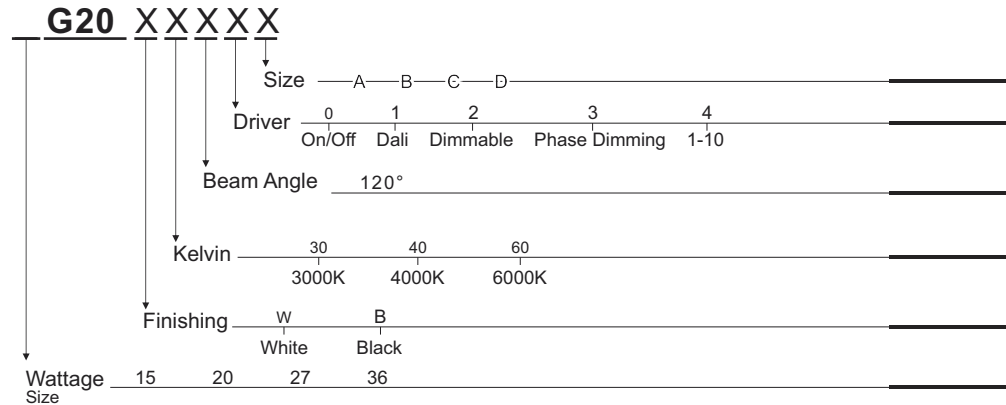 G20 X X X X X
Size A B C D
Driver 0 1 2 3 4
On/Off Dali Dimmable Phase Dimming 1-10
Beam Angle 120°
Kelvin 30 40 60
3000K 4000K 6000K
Finishing W B
White Black
Wattage 15 20 27 36
Size